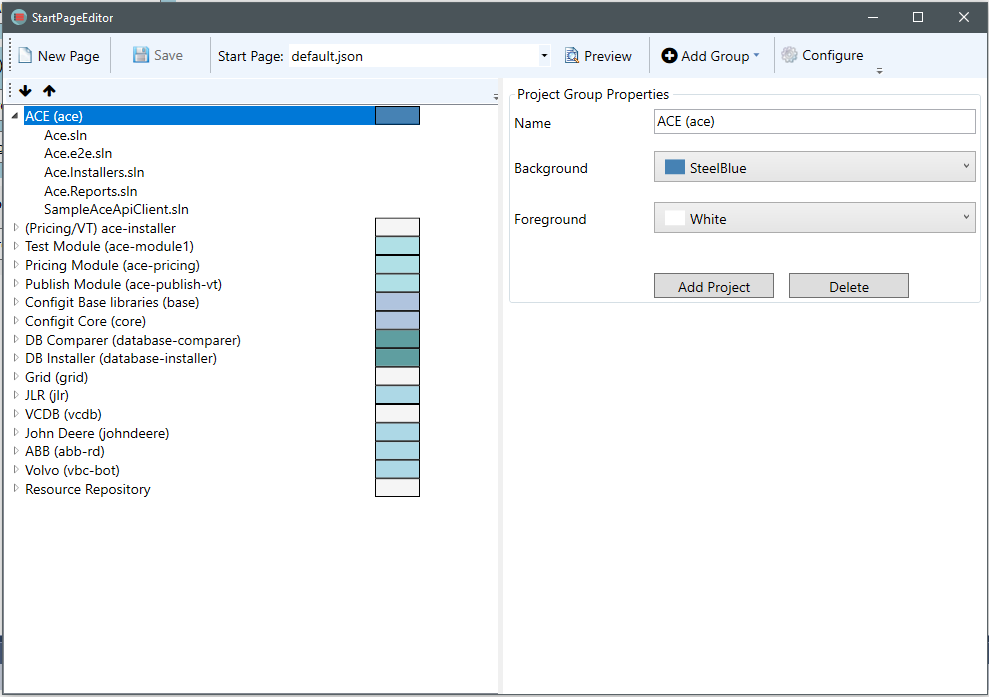 StartPageEditor
New Page
Save
Start Page: default.json
Preview
Add Group
Configure
ACE (ace)
Ace.sln
Ace.e2e.sln
Ace.Installers.sln
Ace.Reports.sln
SampleAceApiClient.sln
(Pricing/VT) ace-installer
Test Module (ace-module1)
Pricing Module (ace-pricing)
Publish Module (ace-publish-vt)
Configit Base libraries (base)
Configit Core (core)
DB Comparer (database-comparer)
DB Installer (database-installer)
Grid (grid)
JLR (jlr)
VCDB (vcdb)
John Deere (johndeere)
ABB (abb-rd)
Volvo (vbc-bot)
Resource Repository
Project Group Properties
Name
ACE (ace)
Background
SteelBlue
Foreground
White
Add Project
Delete